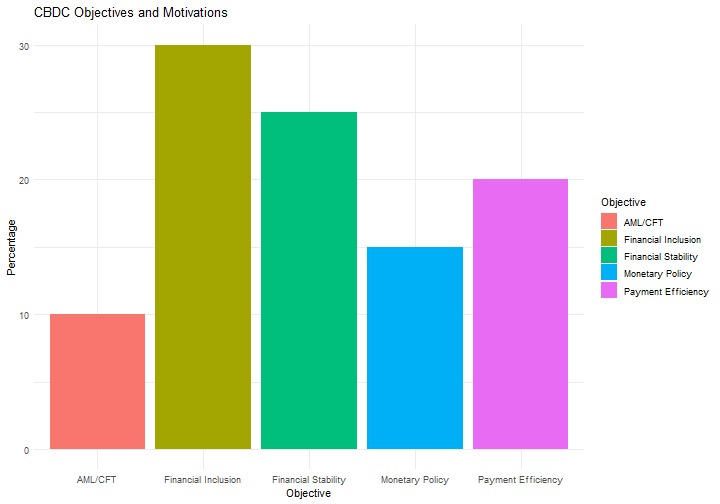 CBDC Objectives and Motivations
Percentage
30
20
10
0
AML/CFT
Financial Inclusion
Financial Stability
Monetary Policy
Payment Efficiency
Objective
Objective
AML/CFT
Financial Inclusion
Financial Stability
Monetary Policy
Payment Efficiency